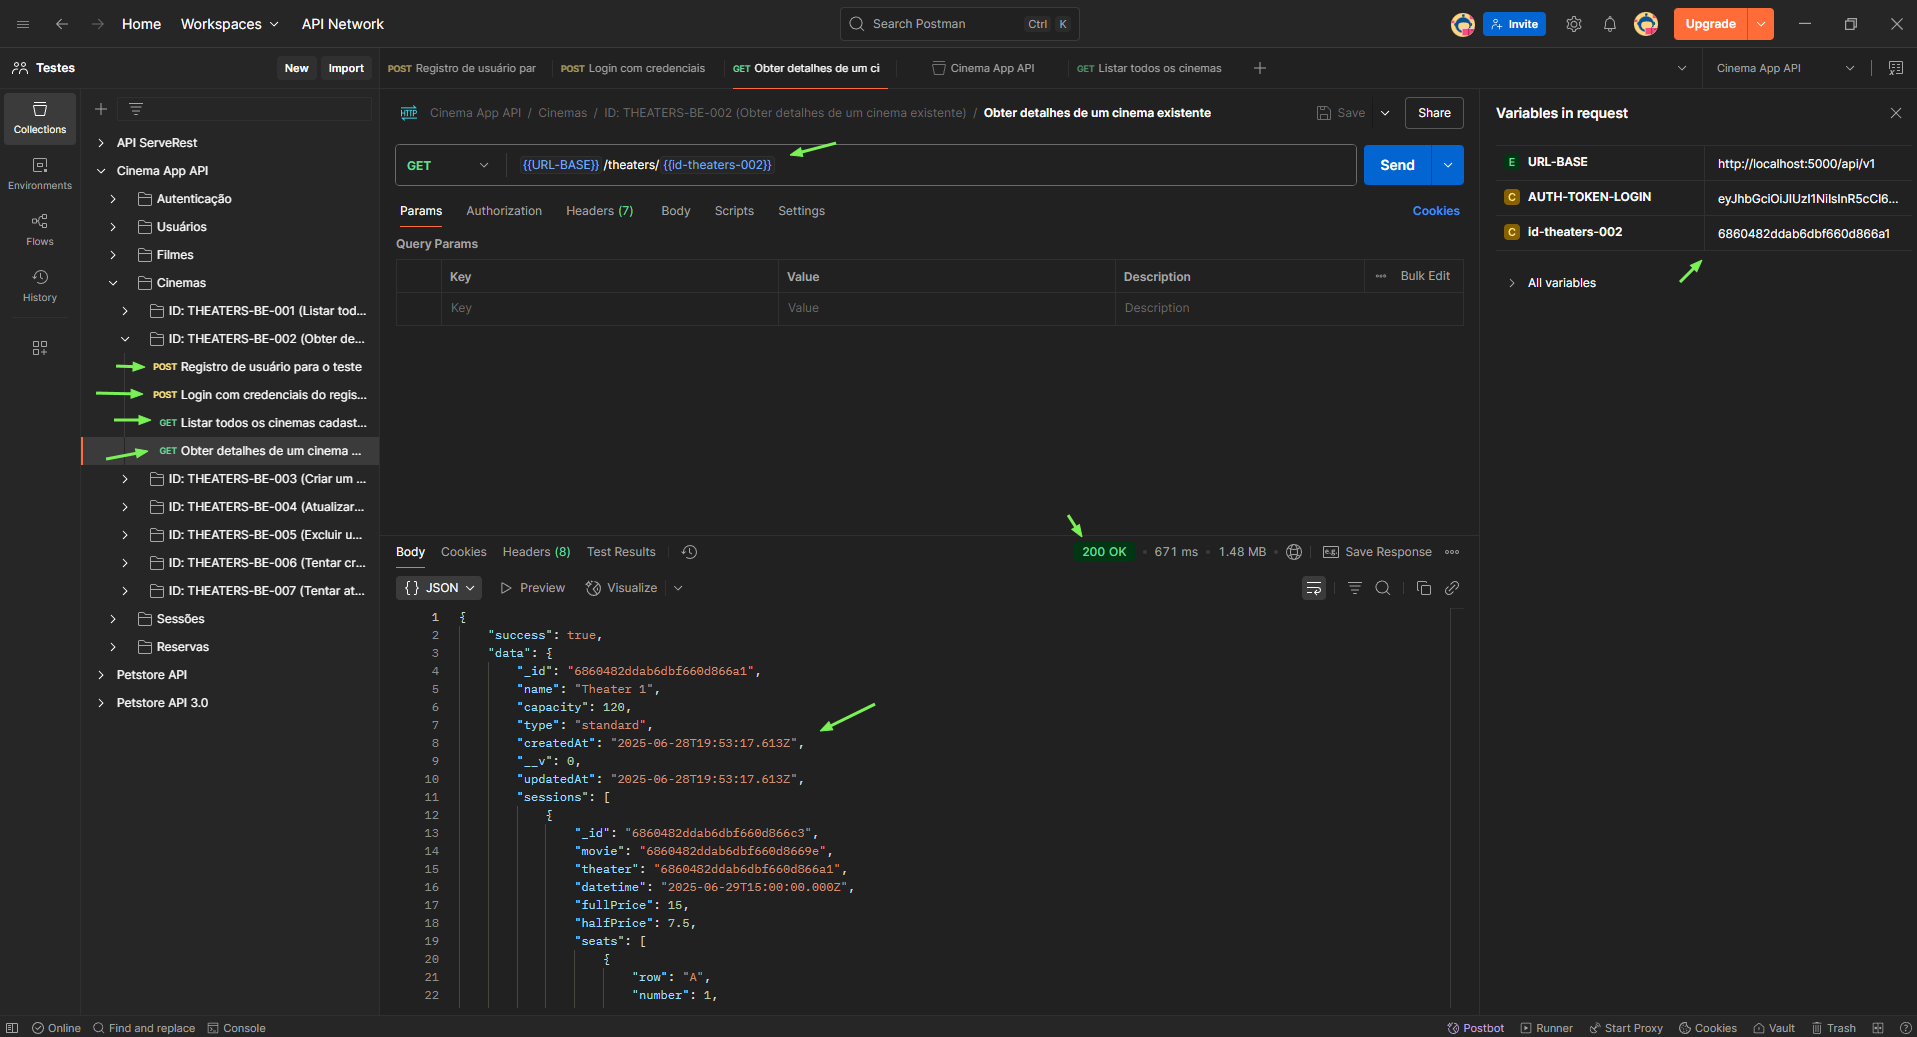 Home
Workspaces
API Network
Search Postman
Ctrl
K
Invite
Upgrade
Testes
New
Import
POST Registro de usuário par
POST Login com credenciais
GET Obter detalhes de um ci
Cinema App API
GET Listar todos os cinemas
Cinema App API
Collections
Environments
Flows
History
API ServeRest
Cinema App API
Autenticação
Usuários
Filmes
Cinemas
ID: THEATERS-BE-001 (Listar tod...
ID: THEATERS-BE-002 (Obter de...
POST Registro de usuário para o teste
POST Login com credenciais do regis...
GET Listar todos os cinemas cadast...
GET Obter detalhes de um cinema ...
ID: THEATERS-BE-003 (Criar um ...
ID: THEATERS-BE-004 (Atualizar...
ID: THEATERS-BE-005 (Excluir u...
ID: THEATERS-BE-006 (Tentar cr...
ID: THEATERS-BE-007 (Tentar at...
Sessões
Reservas
Petstore API
Petstore API 3.0
HTTP Cinema App API / Cinemas / ID: THEATERS-BE-002 (Obter detalhes de um cinema existente) / Obter detalhes de um cinema existente
Save
Share
GET
{{URL-BASE}} /theaters/ {{id-theaters-002}}
Send
Params
Authorization
Headers (7)
Body
Scripts
Settings
Cookies
Query Params
Key
Value
Description
Bulk Edit
Key
Value
Description
Body
Cookies
Headers (8)
Test Results
200 OK
671 ms
1.48 MB
e.g.
Save Response
{} JSON
Preview
Visualize
1 {
2 "success": true,
3 "data": {
4 "_id": "6860482ddab6dbf660d866a1",
5 "name": "Theater 1",
6 "capacity": 120,
7 "type": "standard",
8 "createdAt": "2025-06-28T19:53:17.613Z",
9 "__v": 0,
10 "updatedAt": "2025-06-28T19:53:17.613Z",
11 "sessions": [
12 {
13 "_id": "6860482ddab6dbf660d866c3",
14 "movie": "6860482ddab6dbf660d8669e",
15 "theater": "6860482ddab6dbf660d866a1",
16 "datetime": "2025-06-29T15:00:00.000Z",
17 "fullPrice": 15,
18 "halfPrice": 7.5,
19 "seats": [
20 {
21 "row": "A",
22 "number": 1,
Variables in request
E URL-BASE
http://localhost:5000/api/v1
C AUTH-TOKEN-LOGIN
eyJhbGciOiJIUzI1NiIsInR5cCI6...
C id-theaters-002
6860482ddab6dbf660d866a1
All variables
Online
Find and replace
Console
Postbot
Runner
Start Proxy
Cookies
Vault
Trash